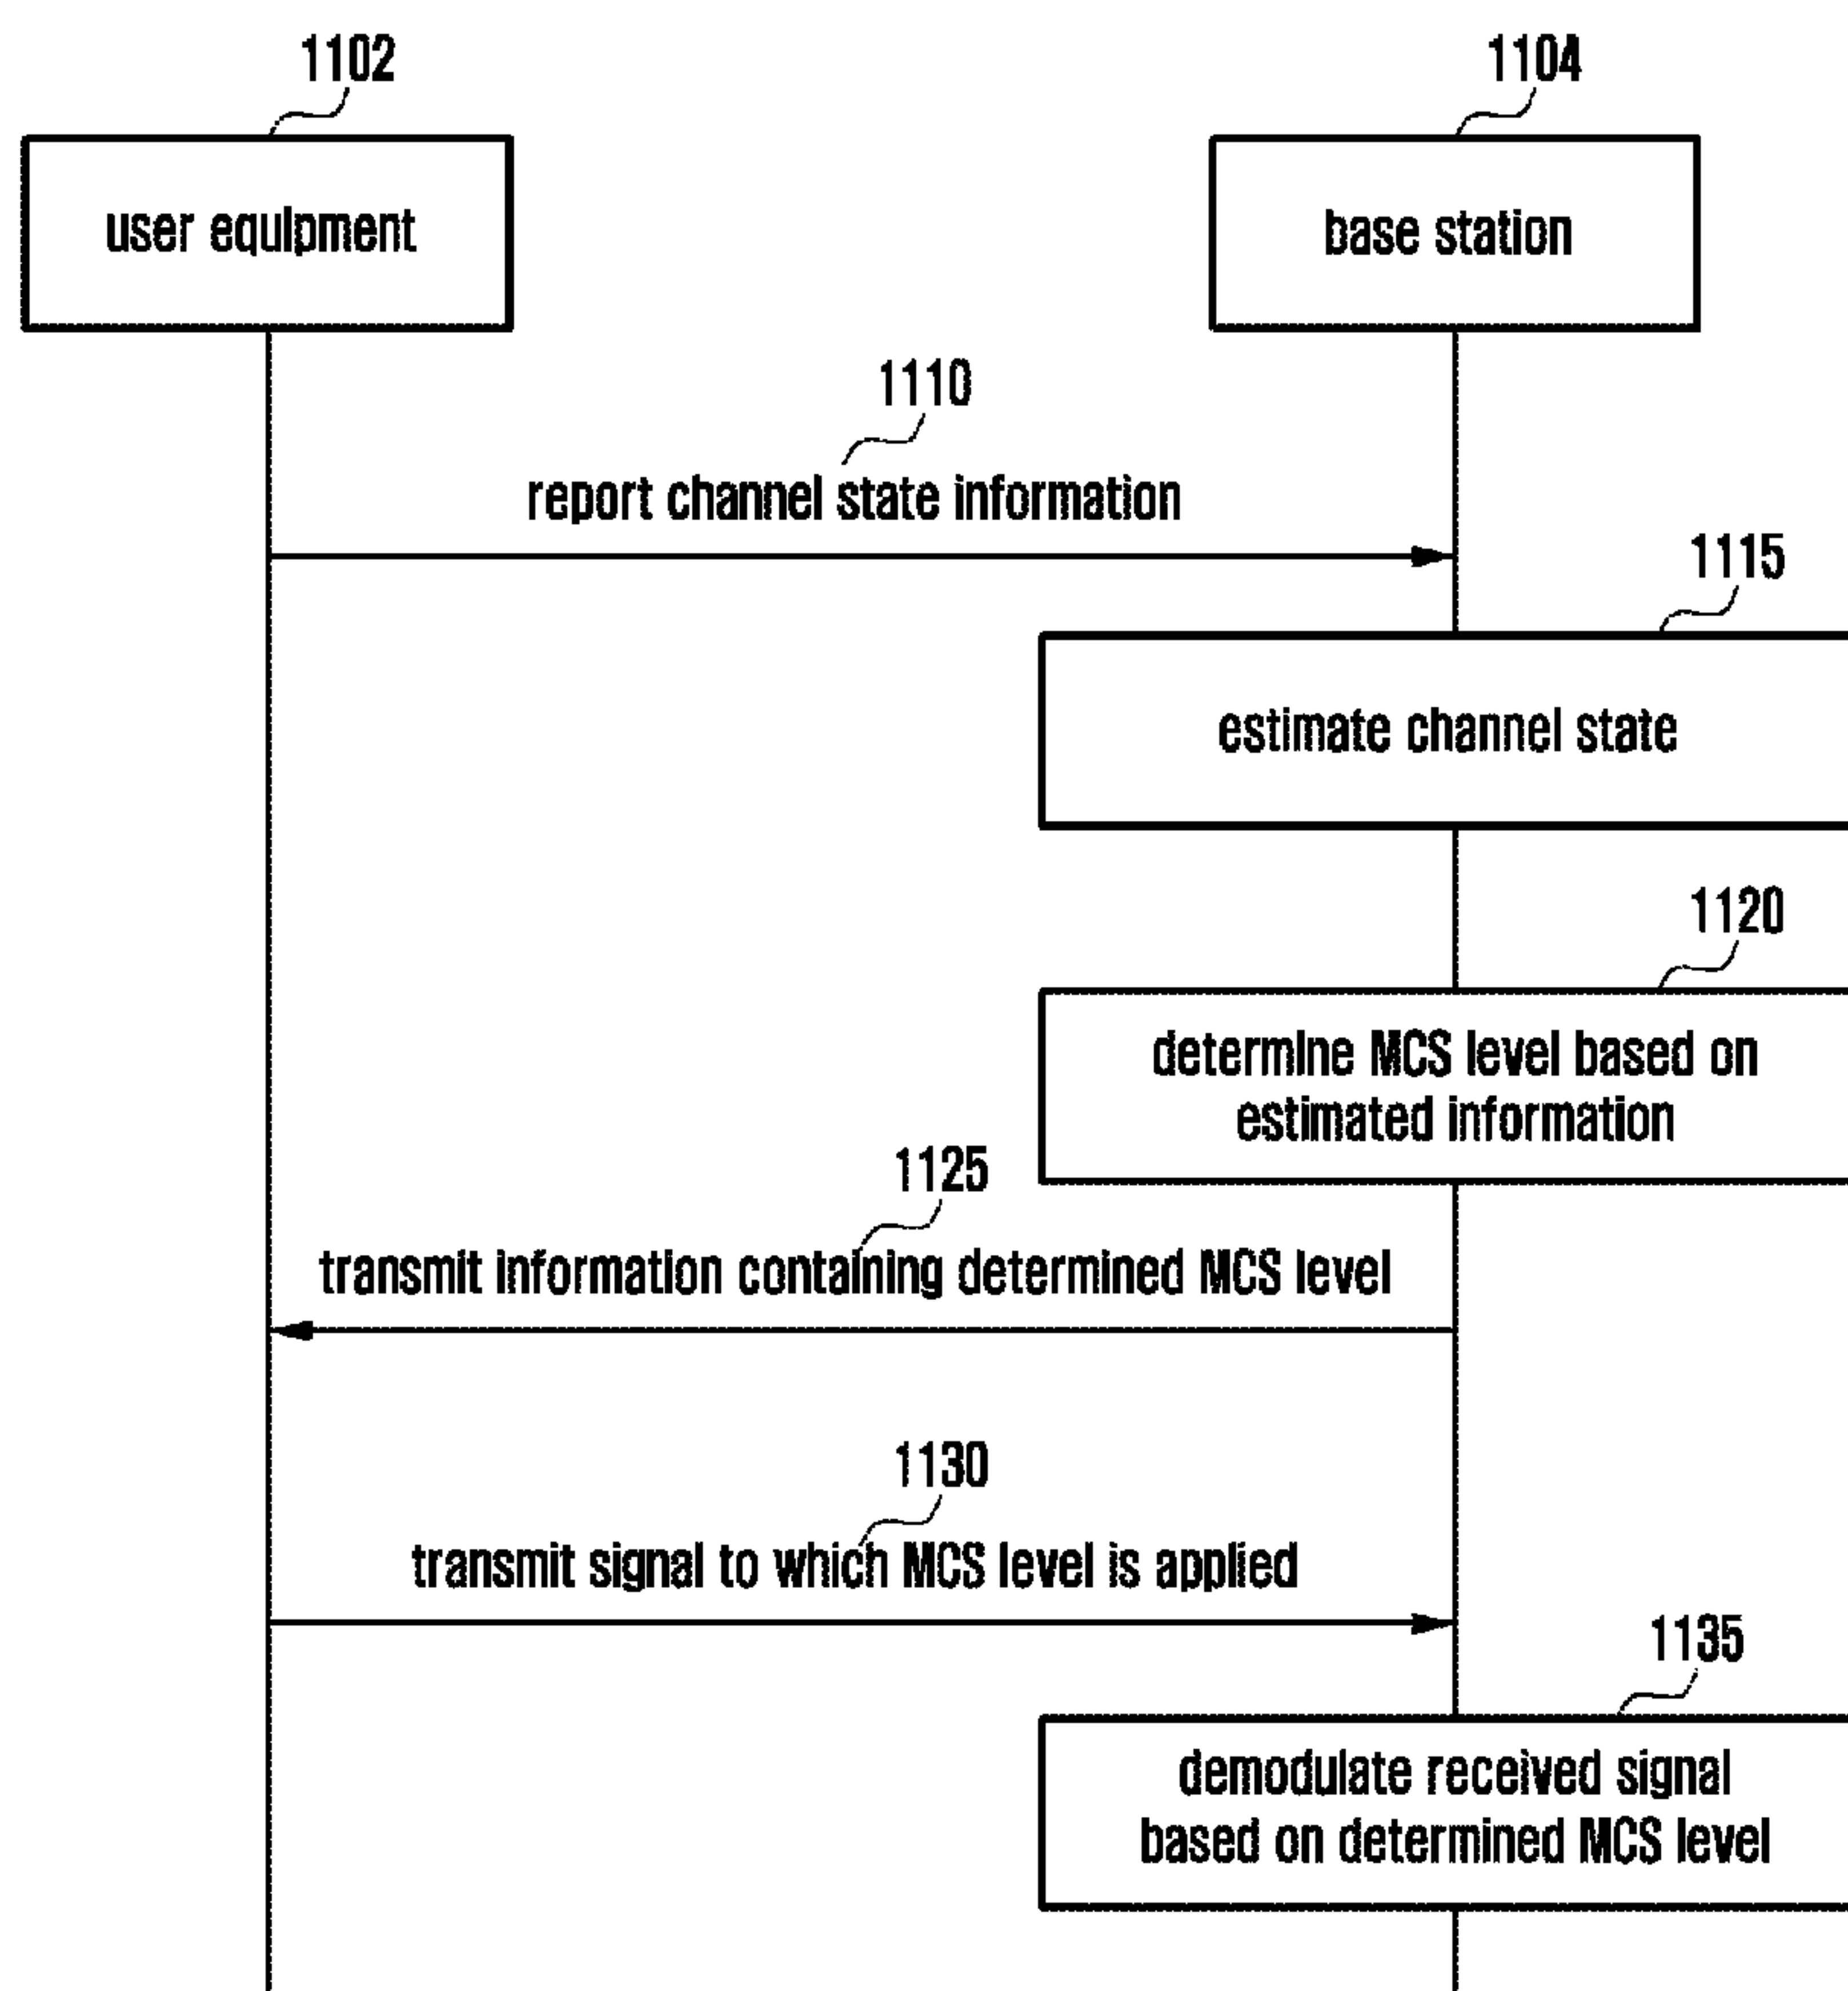 1102
1104
user equipment
base station
1110
report channel state information
1115
estimate channel state
1120
determine MCS level based on
estimated information
1125
transmit information containing determined MCS level
1130
transmit signal to which MCS level is applied
1135
demodulate received signal
based on determined MCS level